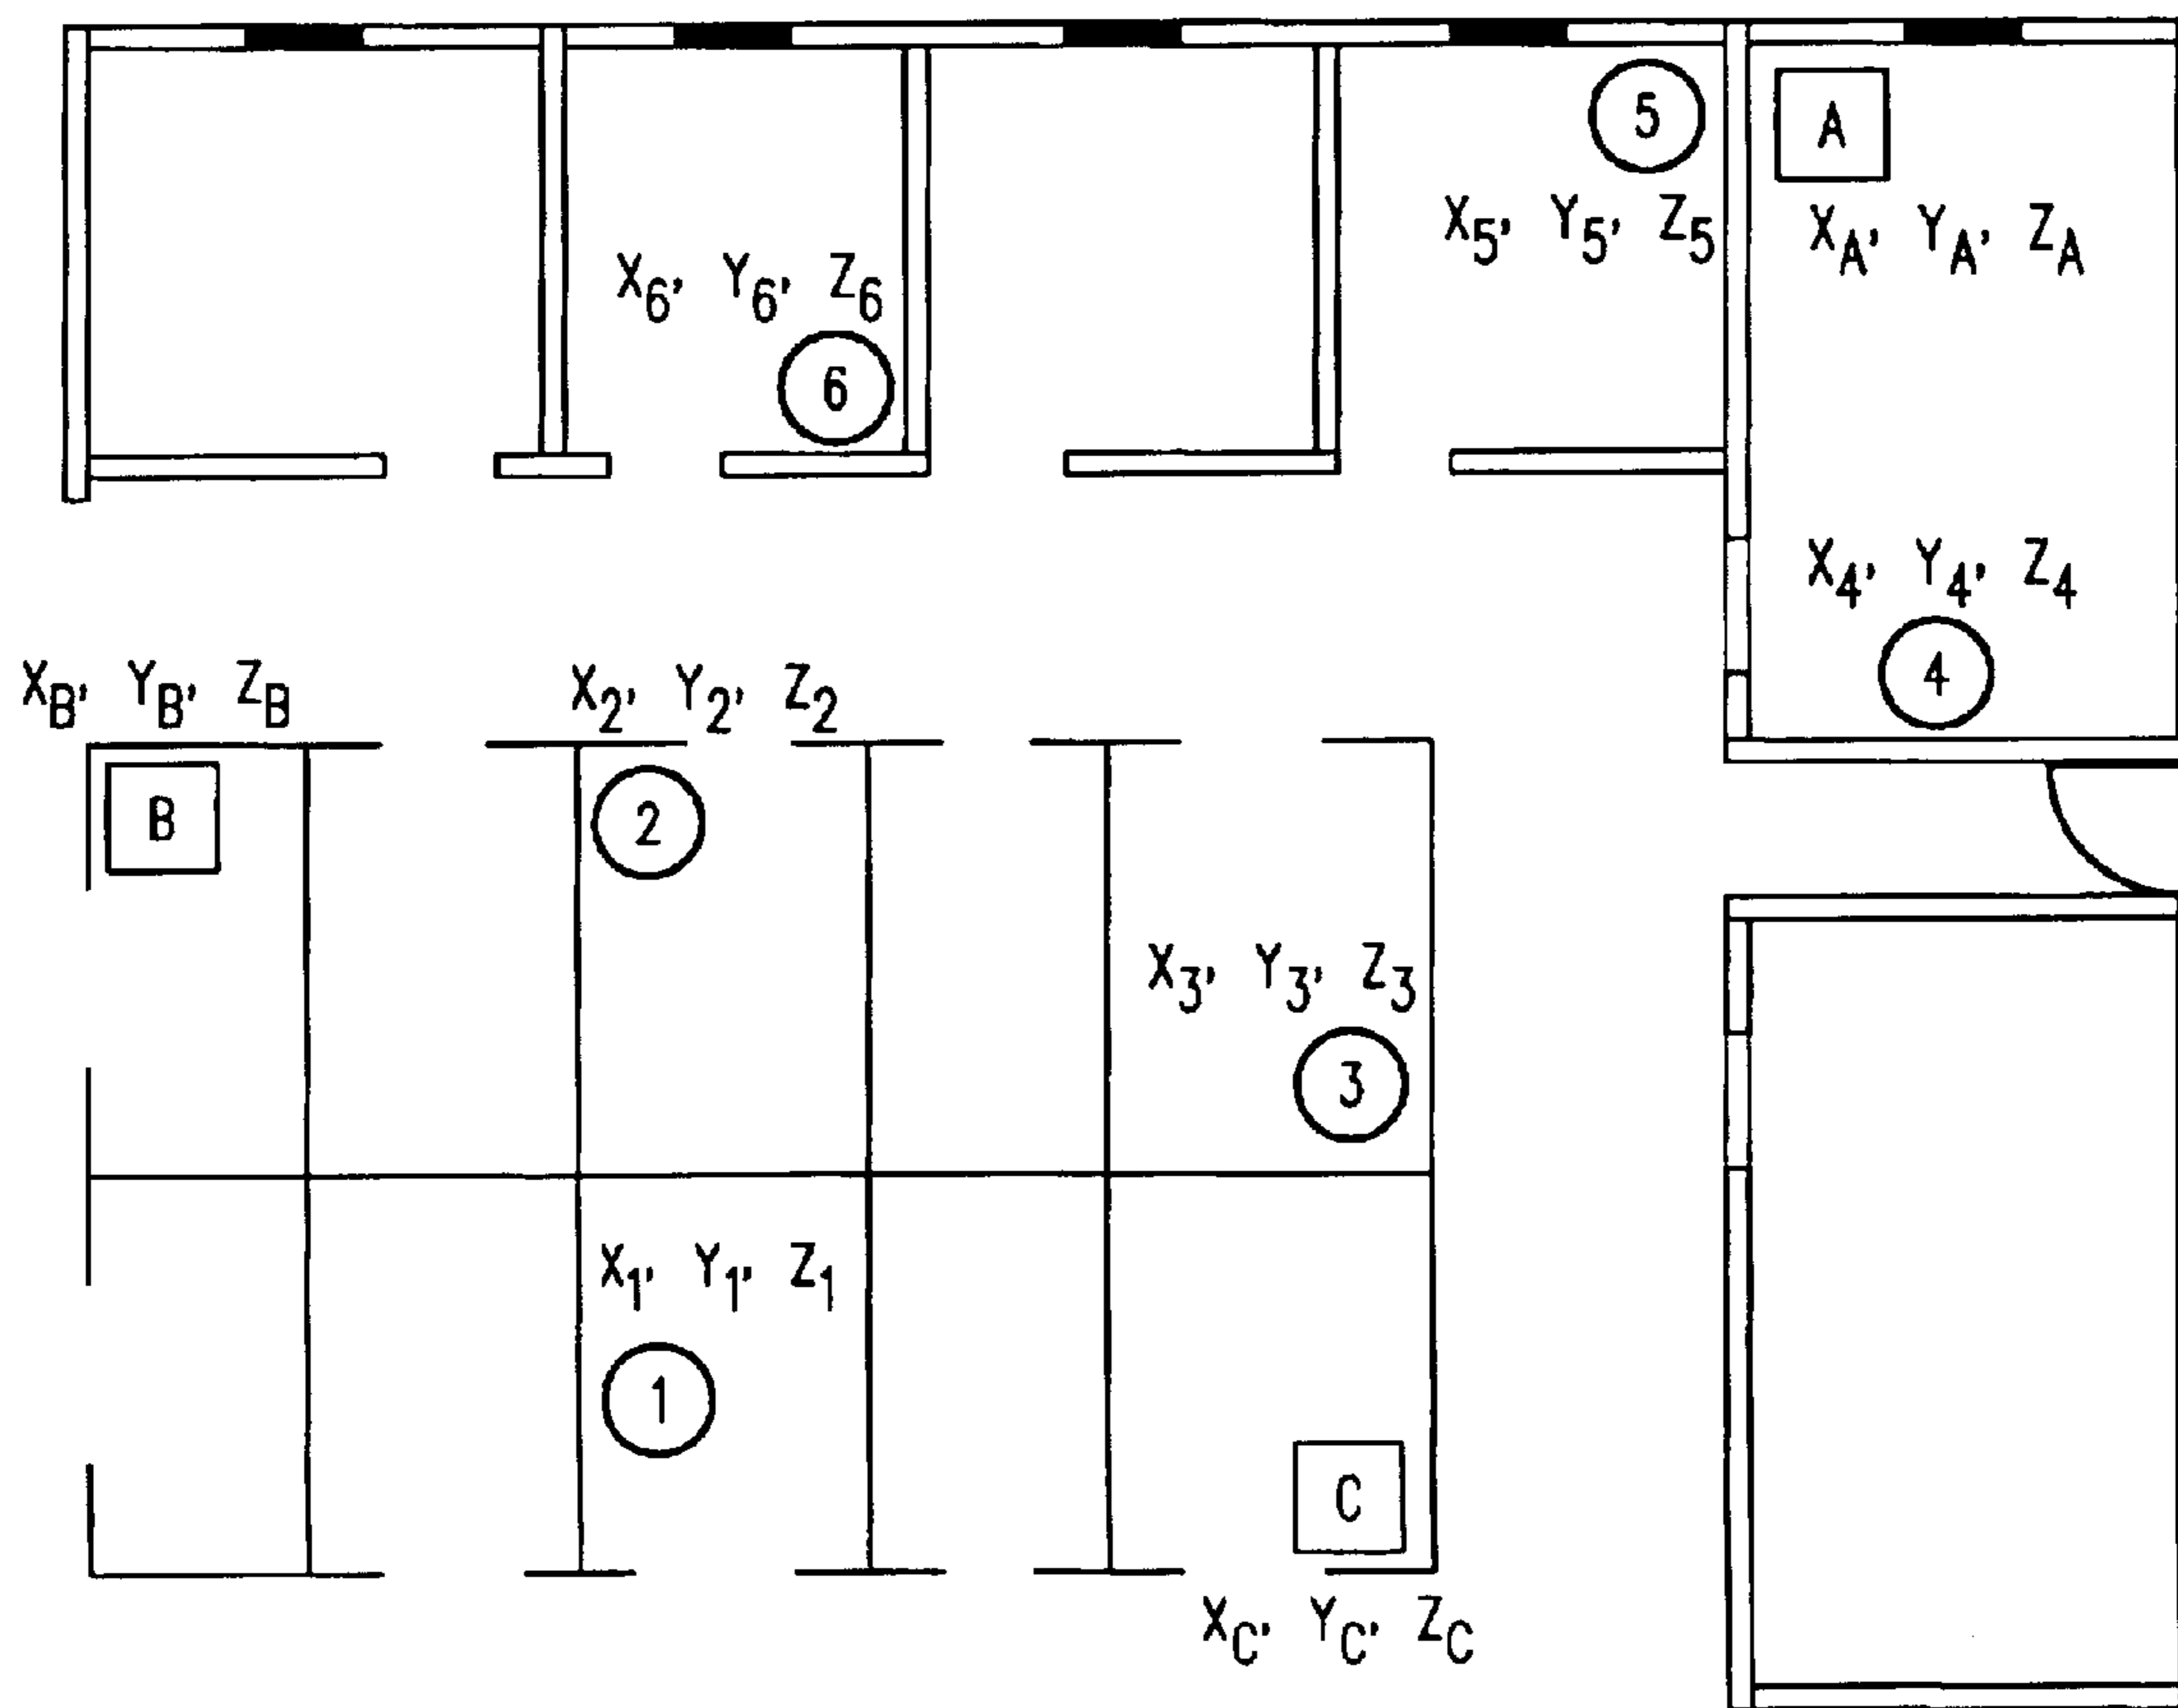 5
A
X5, Y5, Z5
XA, YA, ZA
X6, Y6, Z6
6
X4, Y4, Z4
4
XB, YB, ZB
X2, Y2, Z2
B
2
X3, Y3, Z3
3
X1, Y1, Z1
1
C
XC, YC, ZC